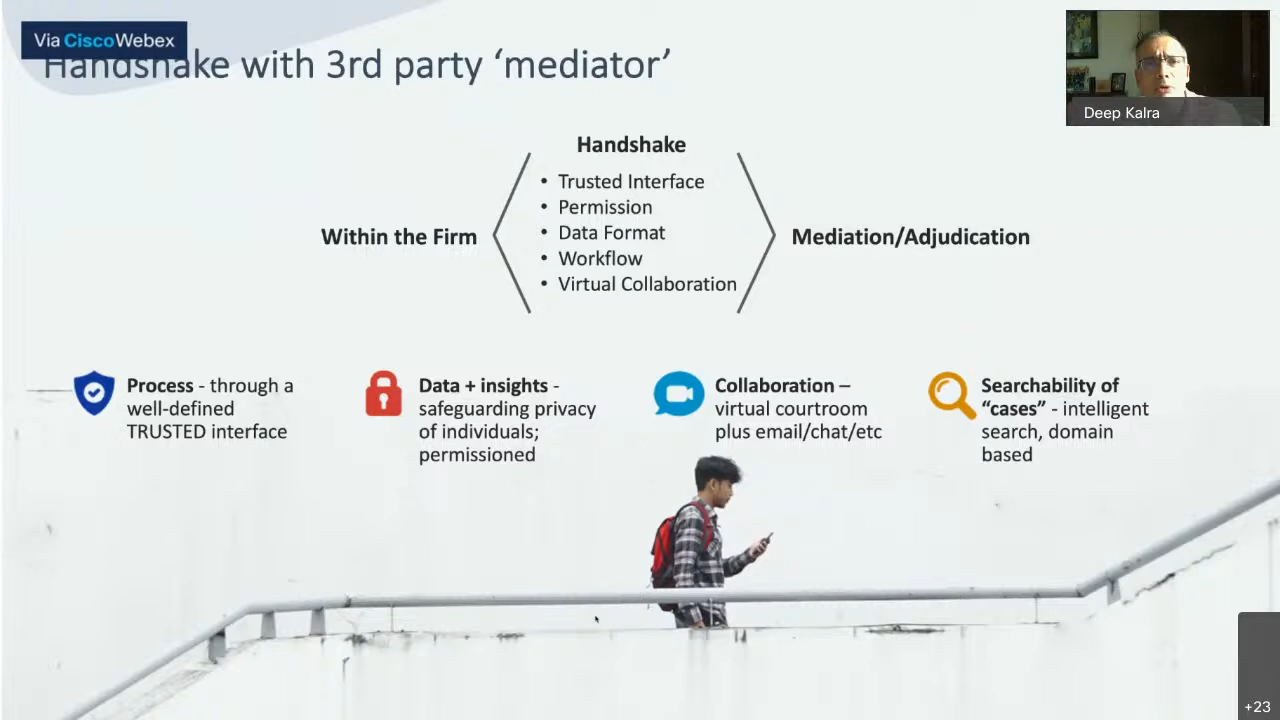 Via Cisco Webex
Handshake with 3rd party ‘mediator’
Deep Kalra
Handshake
• Trusted Interface
• Permission
• Data Format
• Workflow
• Virtual Collaboration
Within the Firm
Mediation/Adjudication
Process - through a
well-defined
TRUSTED interface
Data + insights -
safeguarding privacy
of individuals;
permissioned
Collaboration –
virtual courtroom
plus email/chat/etc
Searchability of
“cases” - intelligent
search, domain
based
+23